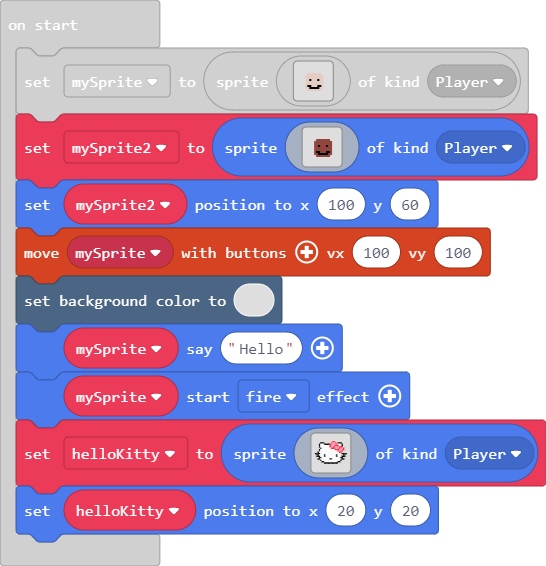 on start
set mySprite to sprite of kind Player
set mySprite2 to sprite of kind Player
set mySprite2 position to x 100 y 60
move mySprite with buttons vx 100 vy 100
set background color to
mySprite say "Hello"
mySprite start fire effect
set helloKitty to sprite of kind Player
set helloKitty position to x 20 y 20